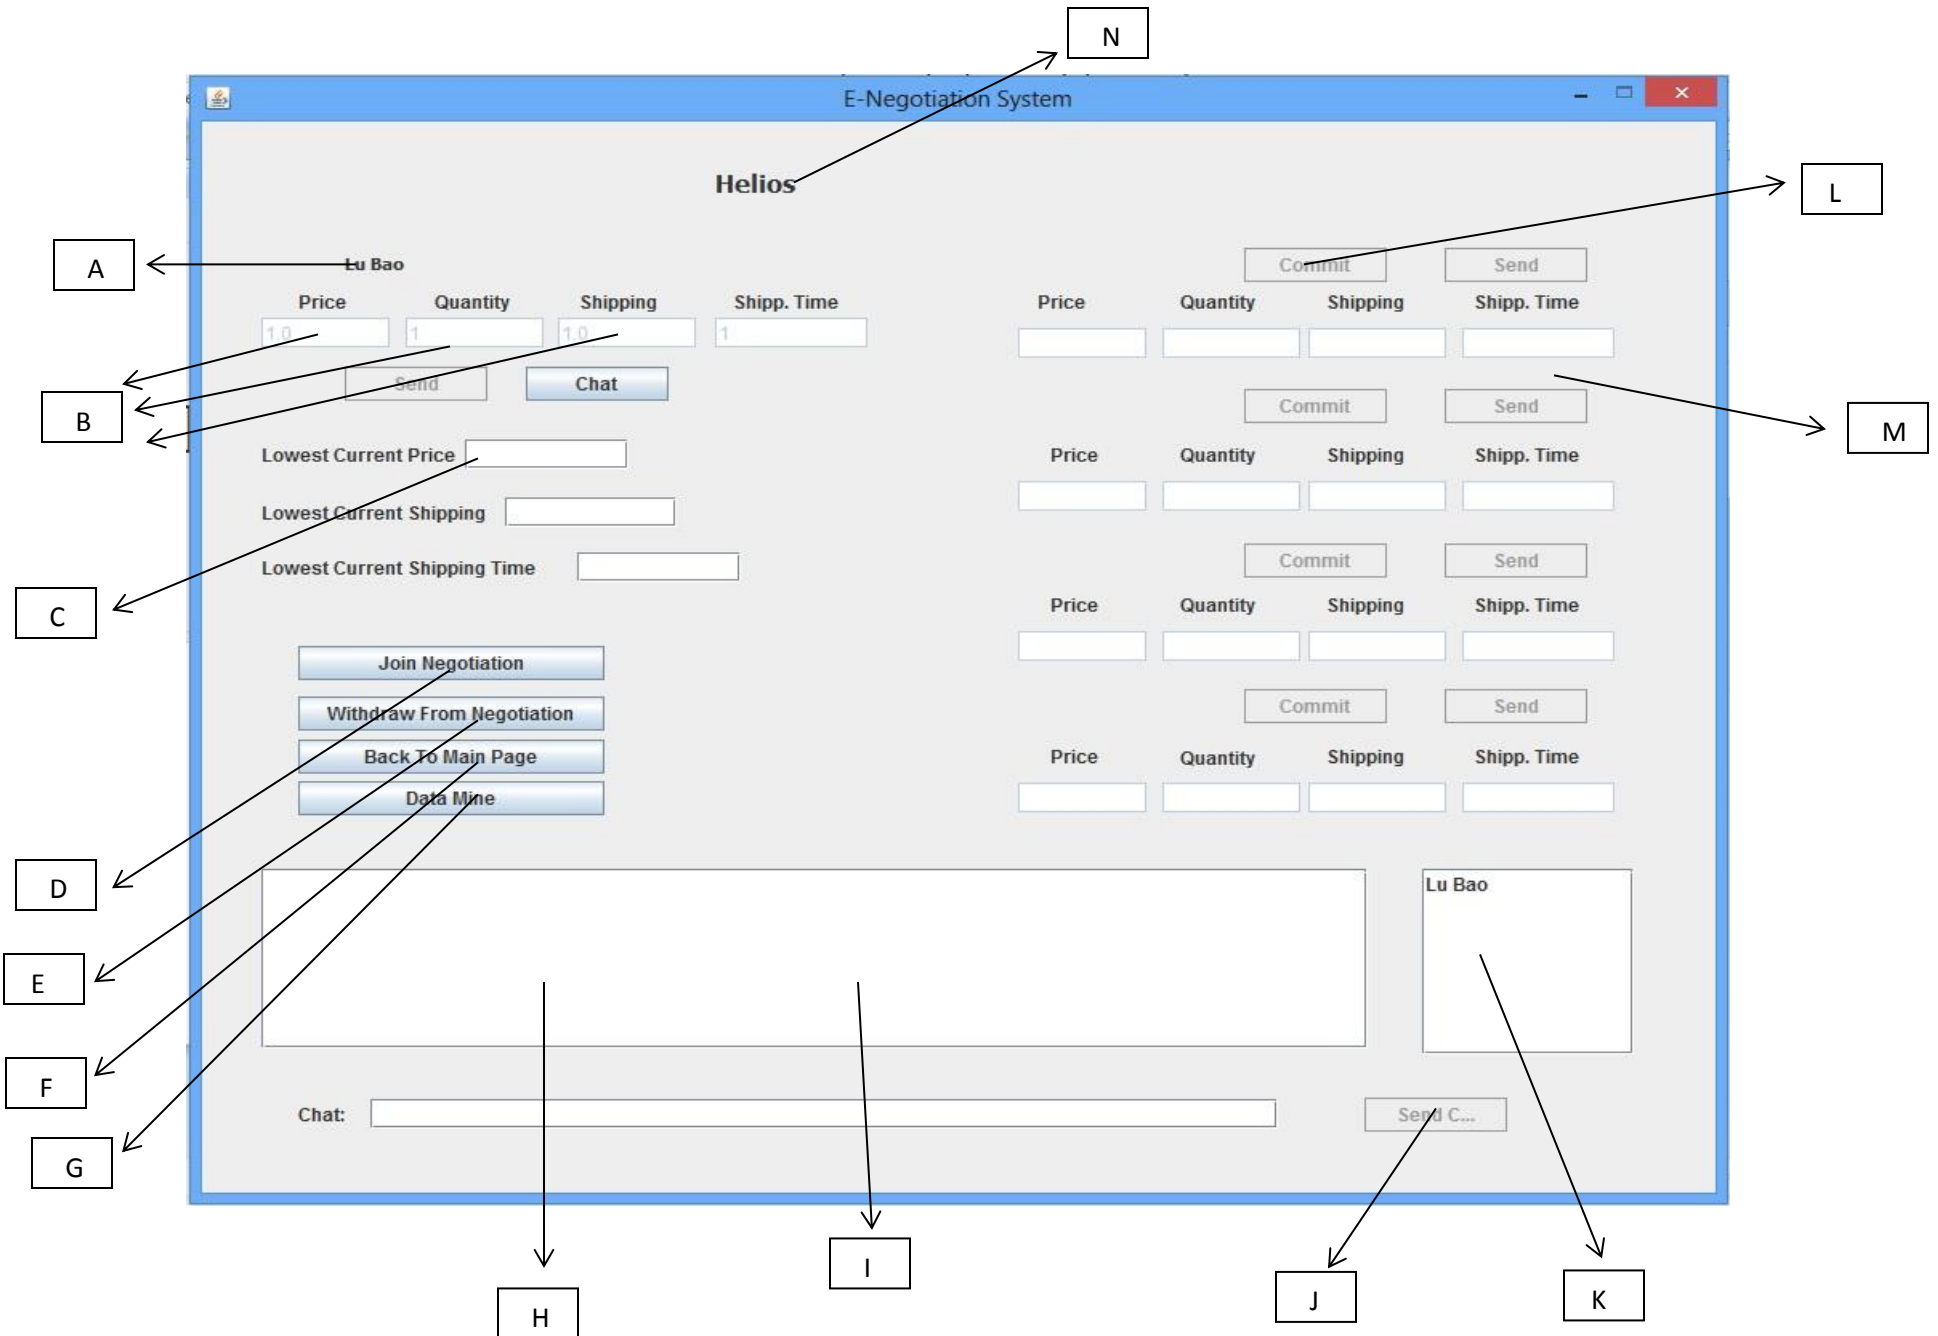 N
E-Negotiation System
Helios
L
A
Lu Bao
Commit Send
Price Quantity Shipping Shipp. Time
Price Quantity Shipping Shipp. Time
1.0 1 1.0 1
Send Chat
B
Commit Send
M
Lowest Current Price
Price Quantity Shipping Shipp. Time
Lowest Current Shipping
Lowest Current Shipping Time
Commit Send
C
Price Quantity Shipping Shipp. Time
Join Negotiation
Withdraw From Negotiation
Commit Send
Back To Main Page
Price Quantity Shipping Shipp. Time
Data Mine
D
Lu Bao
E
F
Chat:
Send C...
G
I
J
K
H